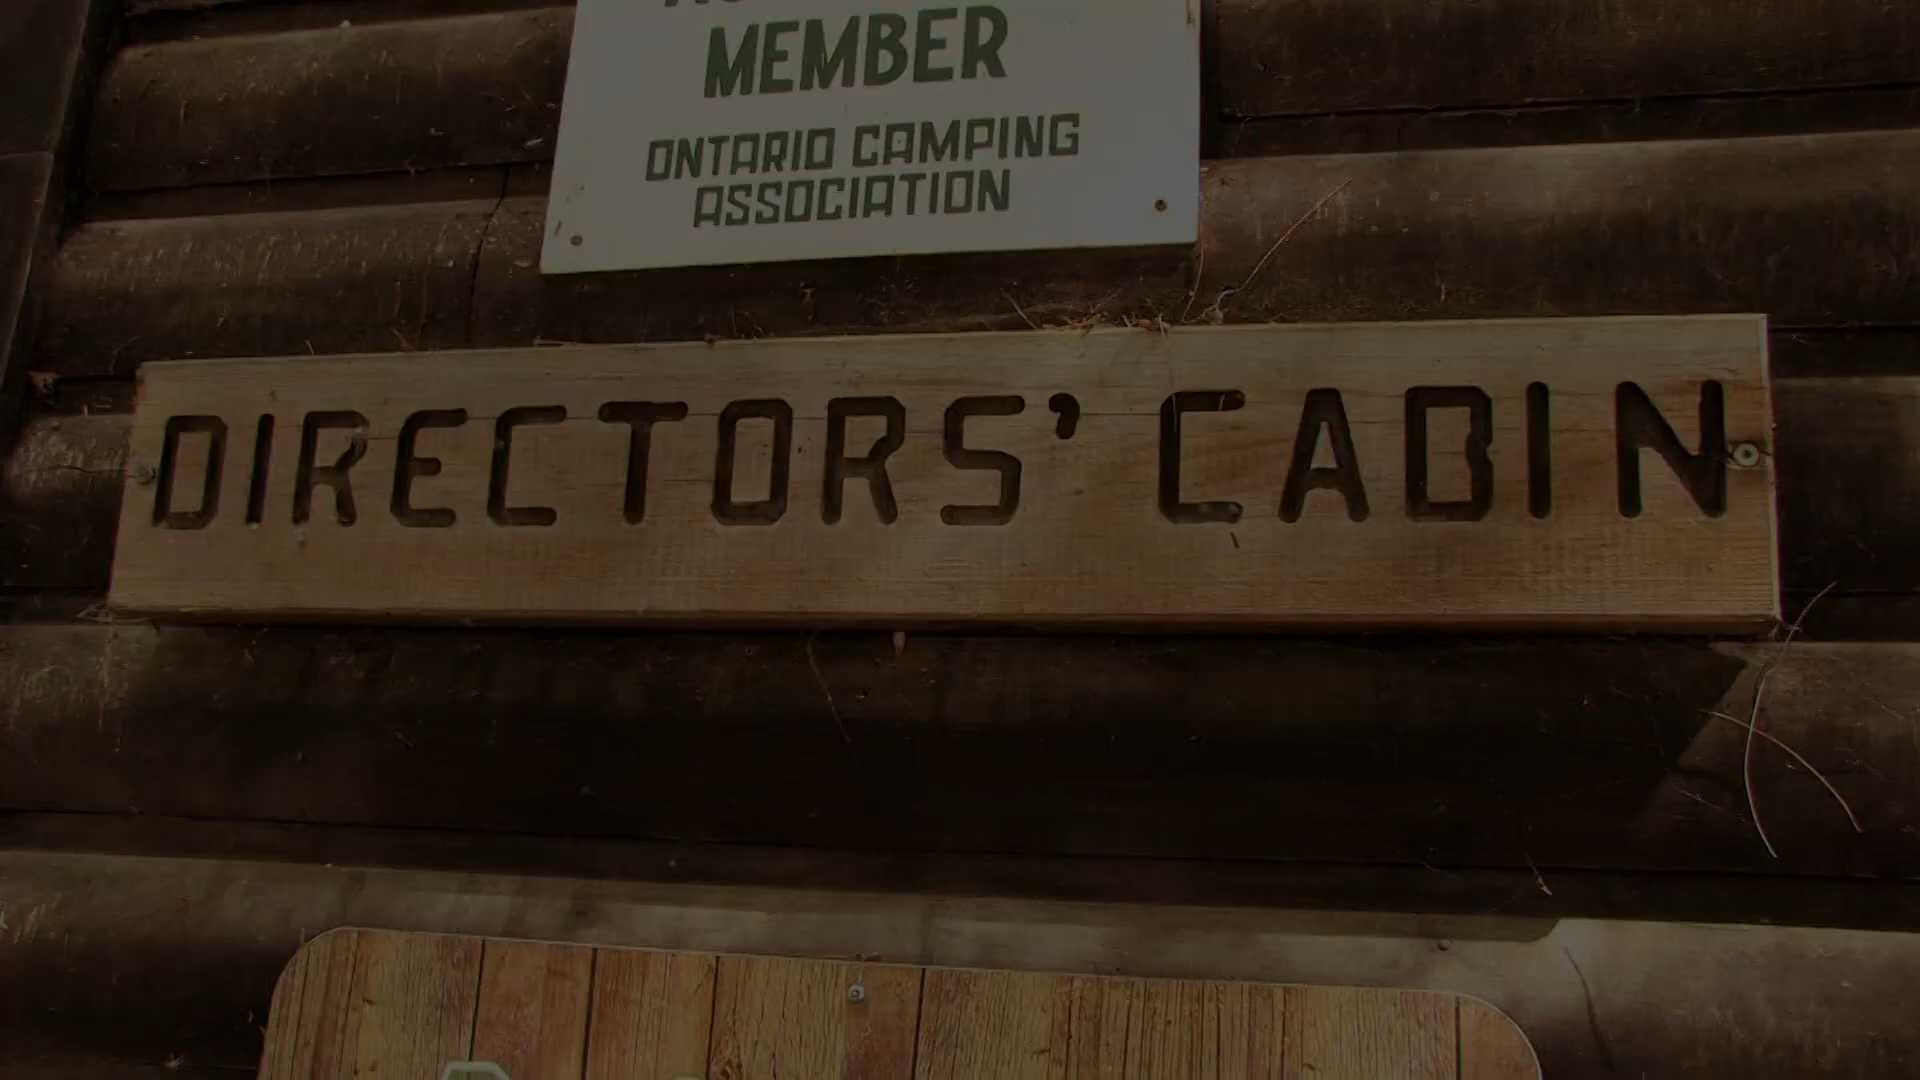 MEMBER
ONTARIO CAMPING
ASSOCIATION
DIRECTORS' CABIN